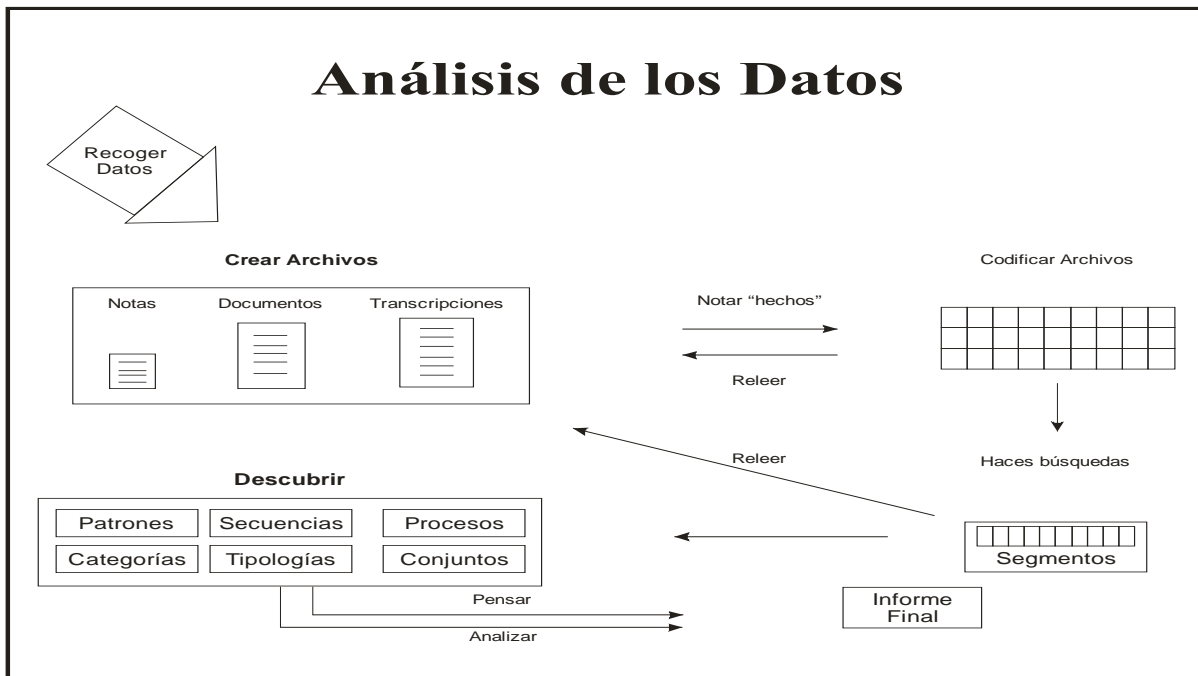 Análisis de los Datos
Recoger
Datos
Crear Archivos
Notas
Documentos
Transcripciones
Notar “hechos”
Releer
Codificar Archivos
Releer
Haces búsquedas
Descubrir
Patrones
Secuencias
Procesos
Categorías
Tipologías
Conjuntos
Segmentos
Pensar
Analizar
Informe
Final